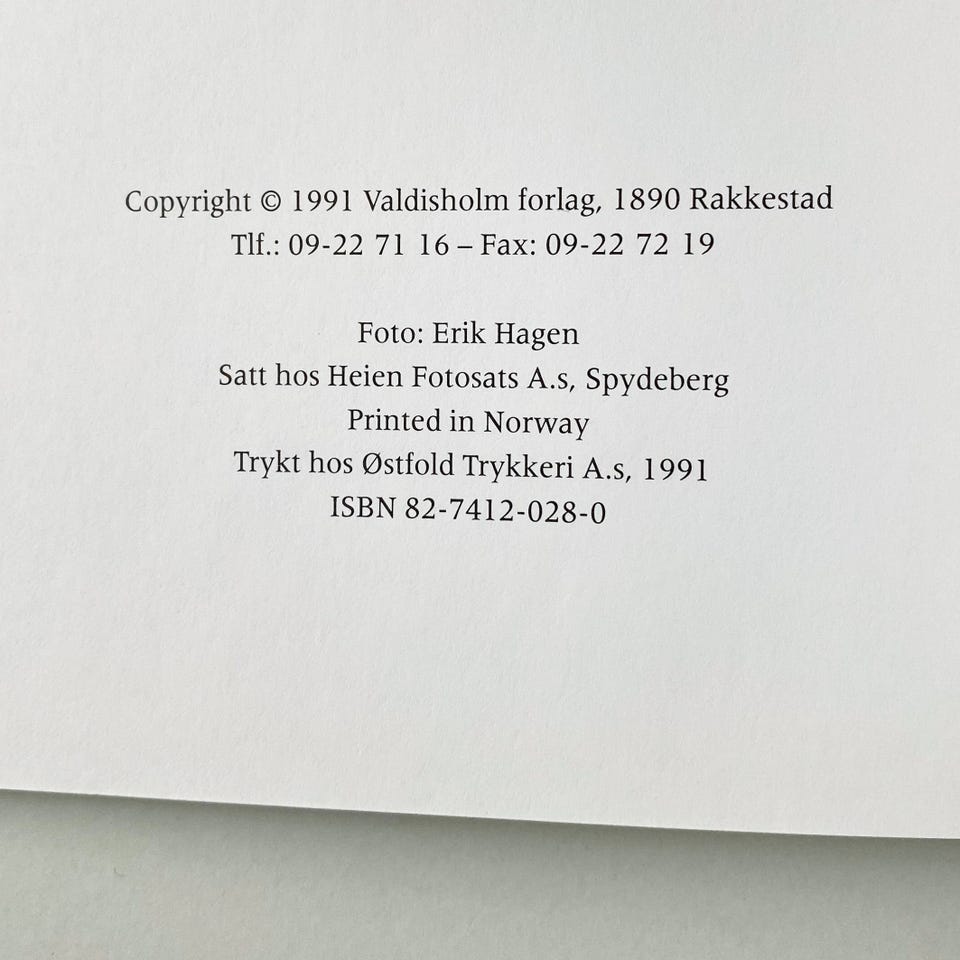 Copyright © 1991 Valdisholm forlag, 1890 Rakkestad
Tlf.: 09-22 71 16 – Fax: 09-22 72 19
Foto: Erik Hagen
Satt hos Heien Fotosats A.s, Spydeberg
Printed in Norway
Trykt hos Østfold Trykkeri A.s, 1991
ISBN 82-7412-028-0